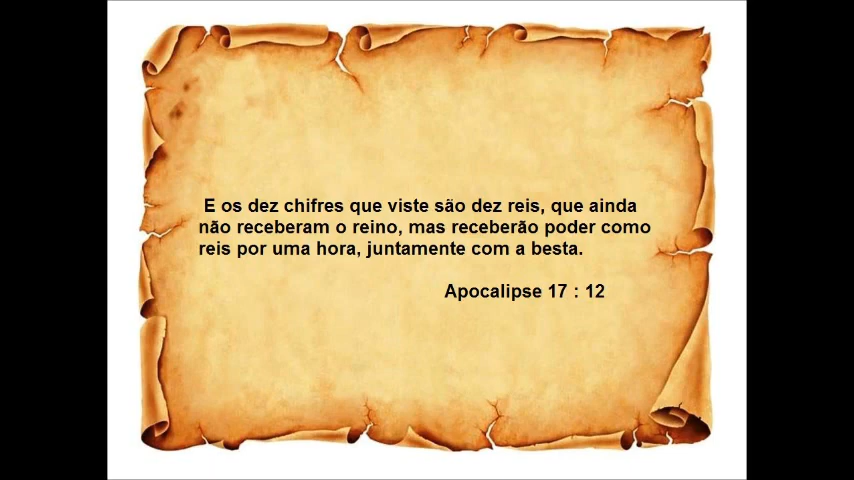 E os dez chifres que viste são dez reis, que ainda
não receberam o reino, mas receberão poder como
reis por uma hora, juntamente com a besta.
Apocalipse 17 : 12